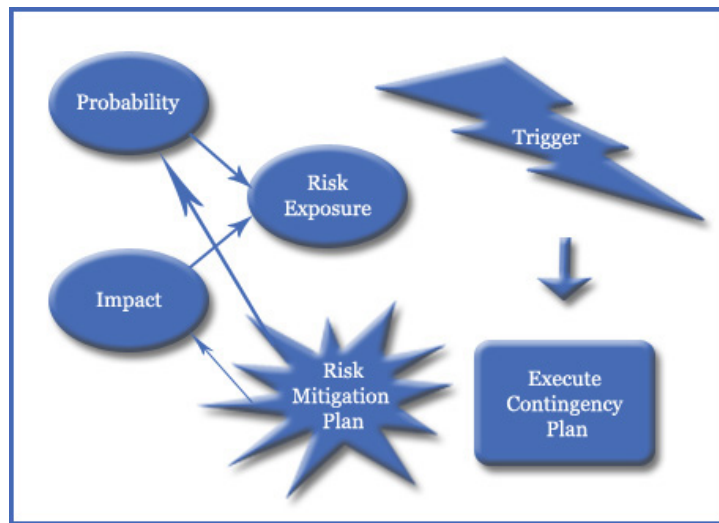 Probability
Trigger
Risk
Exposure
Impact
Risk
Mitigation
Plan
Execute
Contingency
Plan